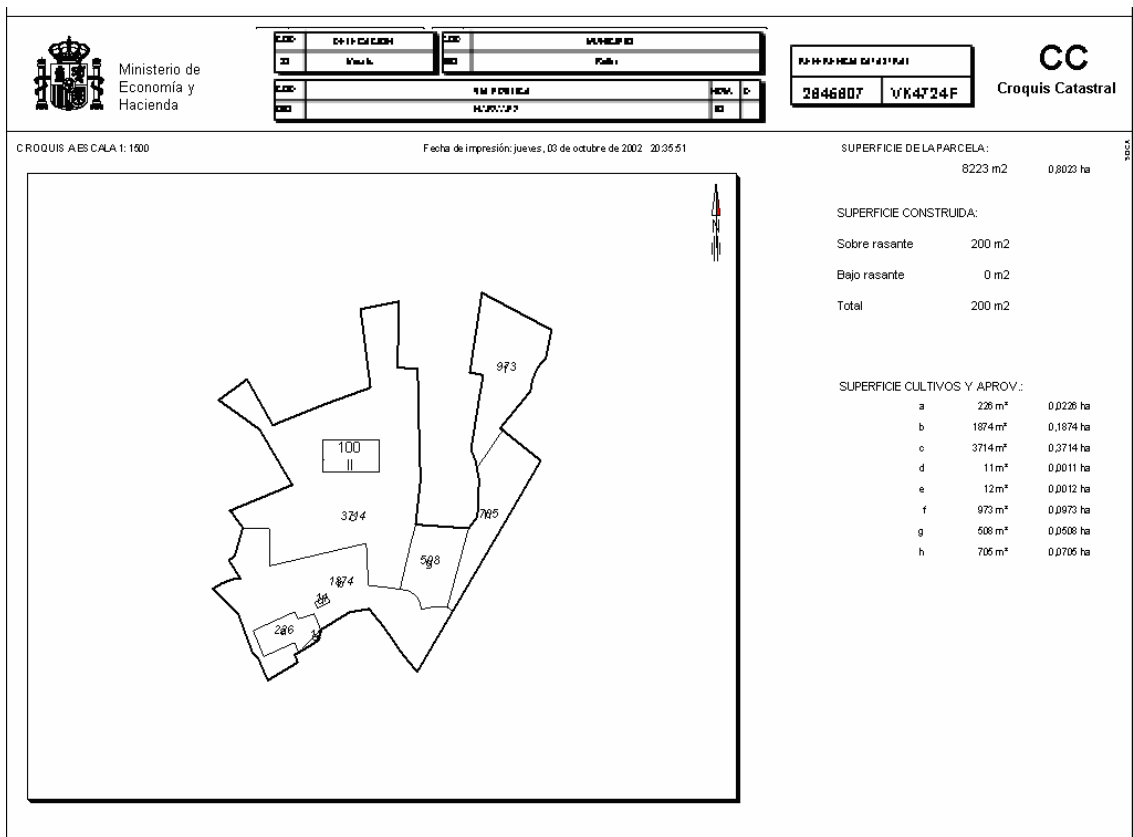 Ministerio de
Economía y
Hacienda
2846807 VK4724F
CC
Croquis Catastral
CROQUIS A ESCALA 1: 1500
Fecha de impresión: jueves, 03 de octubre de 2002 20:35:51
SUPERFICIE DE LA PARCELA:
8223 m2 0,8023 ha
SUPERFICIE CONSTRUIDA:
Sobre rasante 200 m2
Bajo rasante 0 m2
Total 200 m2
SUPERFICIE CULTIVOS Y APROV.:
a 226 m² 0,0226 ha
b 1874 m² 0,1874 ha
c 3714 m² 0,3714 ha
d 11 m² 0,0011 ha
e 12 m² 0,0012 ha
f 973 m² 0,0973 ha
g 508 m² 0,0508 ha
h 705 m² 0,0705 ha
N
973
100
II
3714
705
508
1874
226